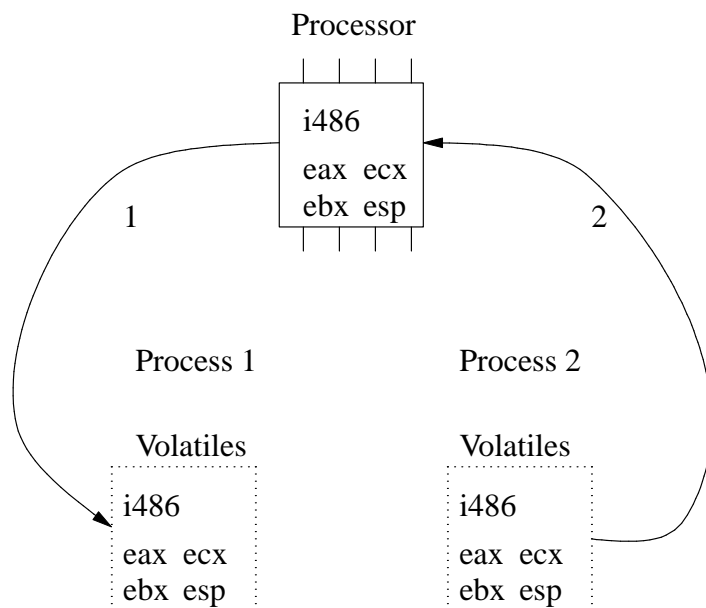 Processor
i486
eax ecx
ebx esp
1
2
Process 1
Process 2
Volatiles
Volatiles
i486
eax ecx
ebx esp
i486
eax ecx
ebx esp